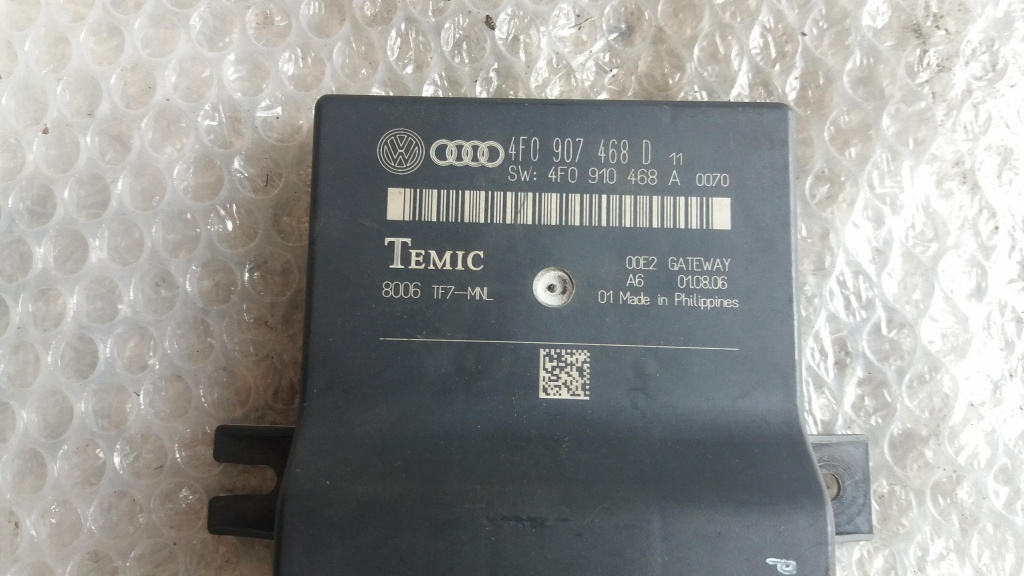 4F0 907 468 D 11
SW: 4F0 910 468 A 0070
TEMIC
8006 TF7-MNL
00E2 GATEWAY
A6 01.08.06
01 Made in Philippines